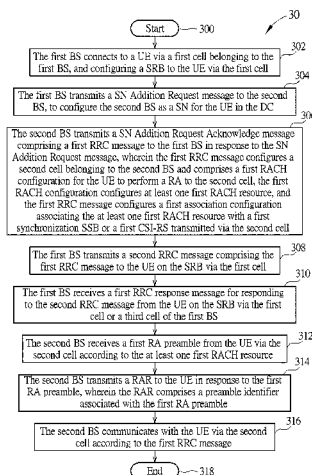 30
Start
300
302
The first BS connects to a UE via a first cell belonging to the
first BS, and configuring a SRB to the UE via the first cell
304
The first BS transmits a SN Addition Request message to the second
BS, to configure the second BS as a SN for the UE in the DC
306
The second BS transmits a SN Addition Request Acknowledge message
comprising a first RRC message to the first BS in response to the SN
Addition Request message, wherein the first RRC message configures a
second cell belonging to the second BS and comprises a first RACH
configuration for the UE to perform a RA to the second cell, the first
RACH configuration configures at least one first RACH resource, and
the first RRC message configures a first association configuration
associating the at least one first RACH resource with a first
synchronization SSB or a first CSI-RS transmitted via the second cell
308
The first BS transmits a second RRC message comprising the
first RRC message to the UE on the SRB via the first cell
310
The first BS receives a first RRC response message for responding
to the second RRC message from the UE on the SRB via the first
cell or a third cell of the first BS
312
The second BS receives a first RA preamble from the UE via the
second cell according to the at least one first RACH resource
314
The second BS transmits a RAR to the UE in response to the first
RA preamble, wherein the RAR comprises a preamble identifier
associated with the first RA preamble
316
The second BS communicates with the UE via the second
cell according to the first RRC message
End
318